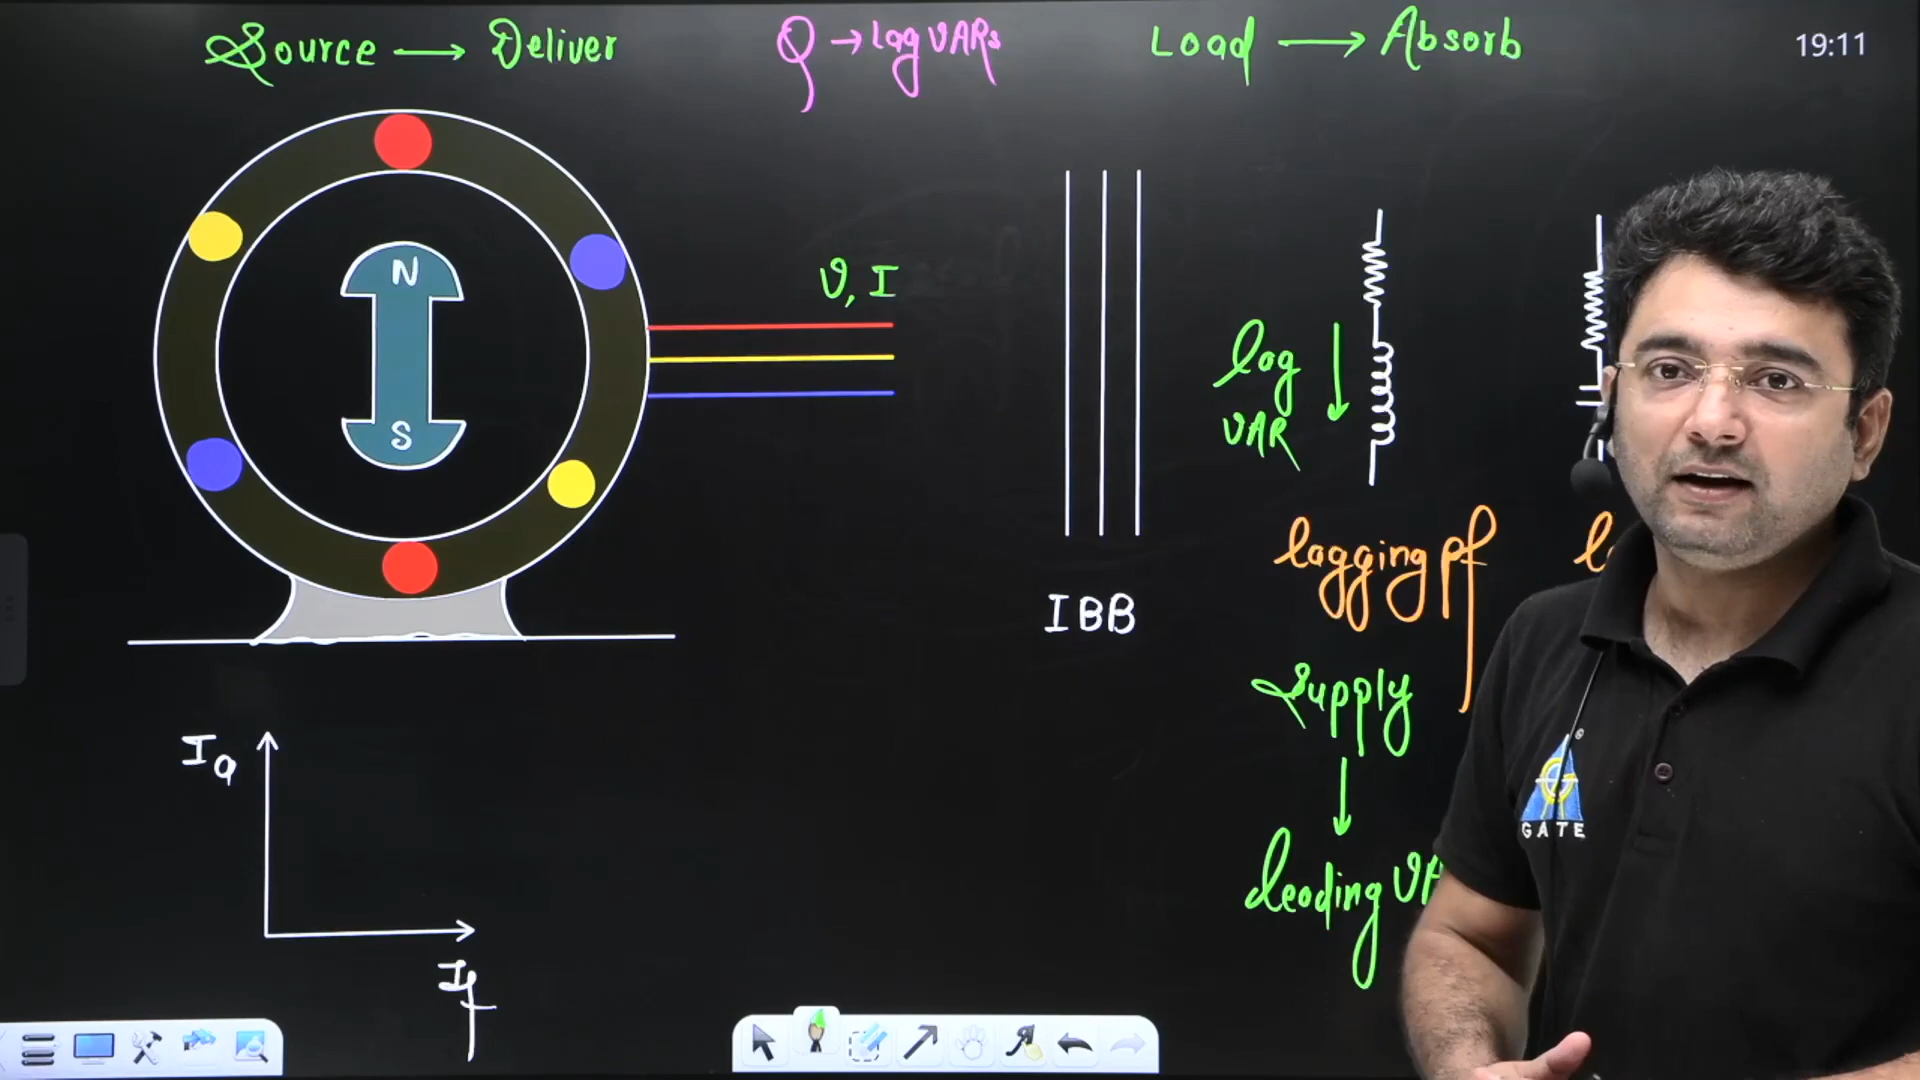 Source → Deliver
Q → Lag VARs
Load → Absorb
19:11
N
S
V, I
Lag
VAR
lagging pf
IBB
Supply
↓
leading
Ia
If
GATE